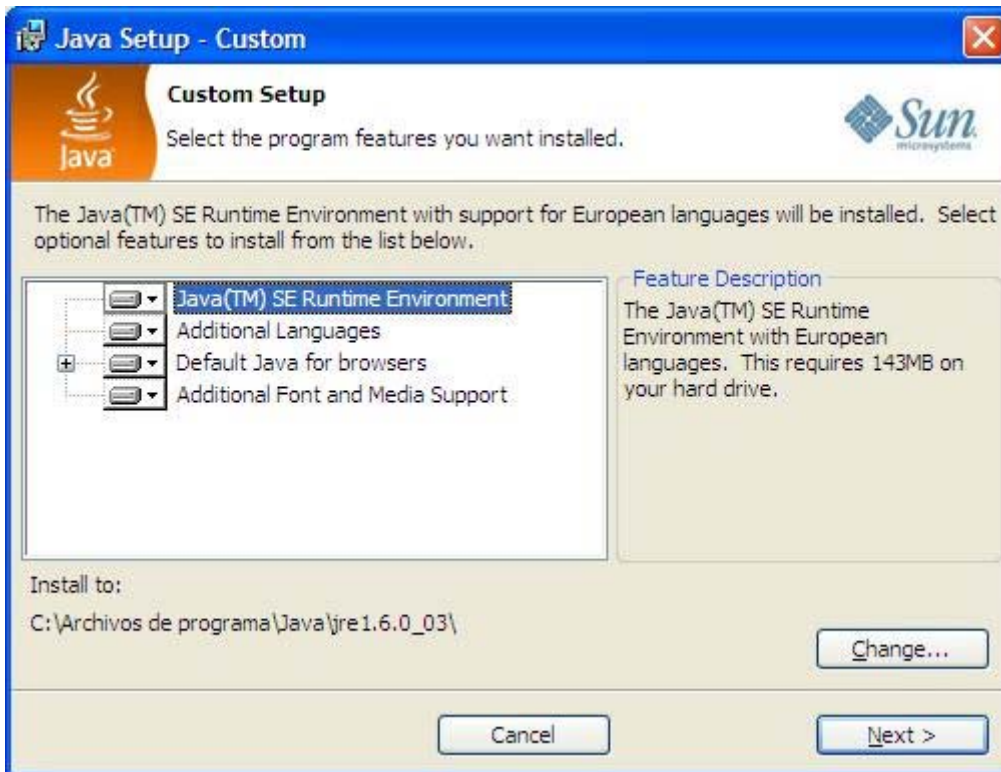 Java Setup - Custom
Java
Custom Setup
Select the program features you want installed.
Sun
microsystems
The Java(TM) SE Runtime Environment with support for European languages will be installed.  Select
optional features to install from the list below.
Java(TM) SE Runtime Environment
Additional Languages
Default Java for browsers
Additional Font and Media Support
Feature Description
The Java(TM) SE Runtime
Environment with European
languages.  This requires 143MB on
your hard drive.
Install to:
C:\Archivos de programa\Java\jre1.6.0_03\
Change...
Cancel
Next >